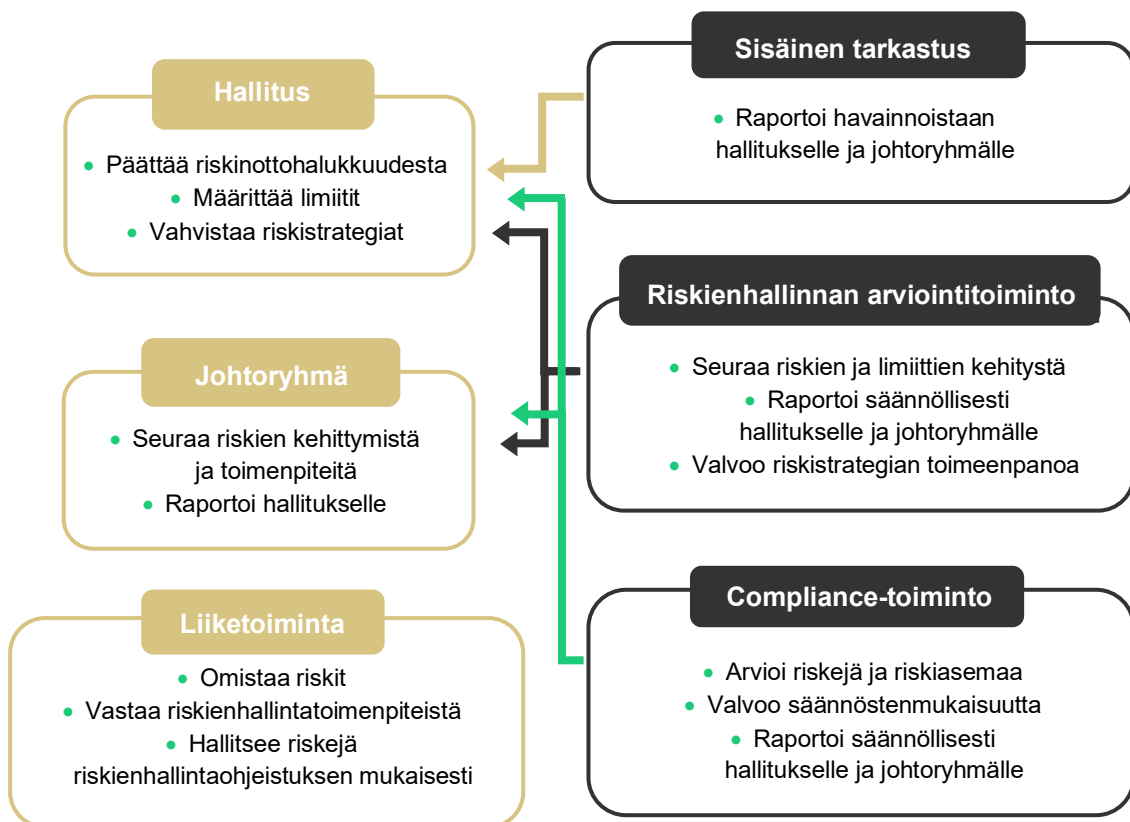 Hallitus
• Päättää riskinottohalukkuudesta
• Määrittää limiitit
• Vahvistaa riskistrategiat
Johtoryhmä
• Seuraa riskien kehittymistä
ja toimenpiteitä
• Raportoi hallitukselle
Liiketoiminta
• Omistaa riskit
• Vastaa riskienhallintatoimenpiteistä
• Hallitsee riskejä
riskienhallintaohjeistuksen mukaisesti
Sisäinen tarkastus
• Raportoi havainnoistaan
hallitukselle ja johtoryhmälle
Riskienhallinnan arviointitoiminto
• Seuraa riskien ja limiittien kehitystä
• Raportoi säännöllisesti
hallitukselle ja johtoryhmälle
• Valvoo riskistrategian toimeenpanoa
Compliance-toiminto
• Arvioi riskejä ja riskiasemaa
• Valvoo säännöstenmukaisuutta
• Raportoi säännöllisesti
hallitukselle ja johtoryhmälle